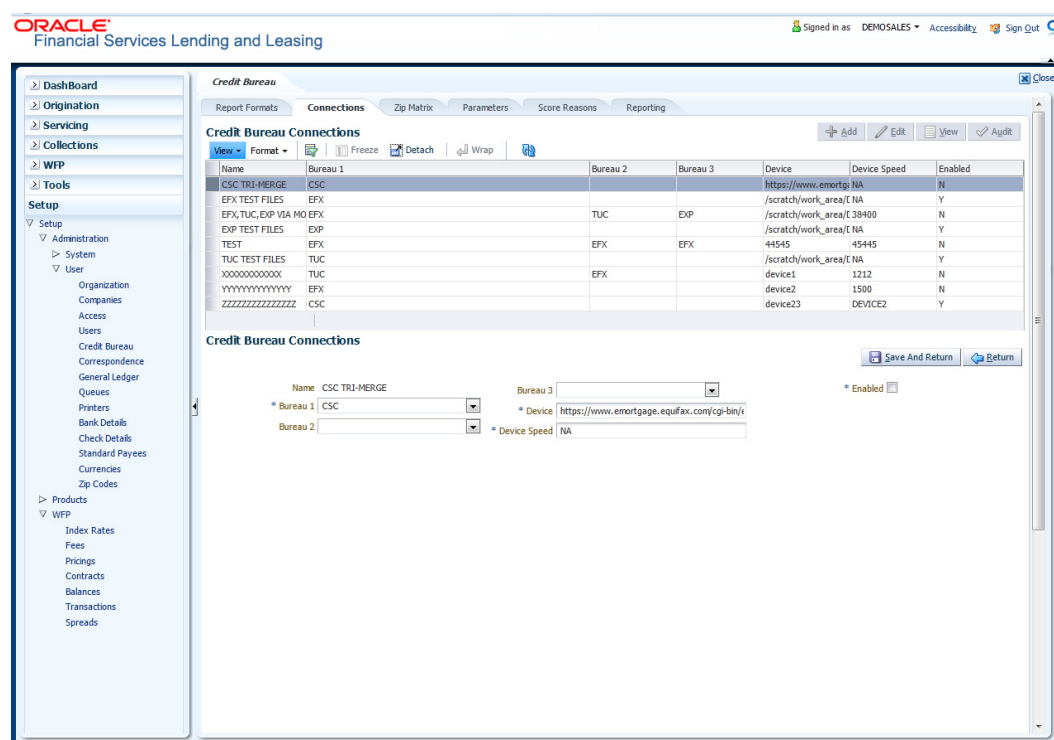 ORACLE
Financial Services Lending and Leasing
Signed in as DEMOSALES Accessibility Sign Out
DashBoard
Origination
Servicing
Collections
WFP
Tools
Setup
Setup
Administration
System
User
Organization
Companies
Access
Users
Credit Bureau
Correspondence
General Ledger
Queues
Printers
Bank Details
Check Details
Standard Payees
Currencies
Zip Codes
Products
WFP
Index Rates
Fees
Pricings
Contracts
Balances
Transactions
Spreads
Credit Bureau Close
Report Formats Connections Zip Matrix Parameters Score Reasons Reporting
Credit Bureau Connections Add Edit View Audit
View Format Freeze Detach Wrap
Name Bureau 1 Bureau 2 Bureau 3 Device Device Speed Enabled
CSC TRI-MERGE CSC https://www.emortga NA N
EFX TEST FILES EFX /scratch/work_area/ NA Y
EFX,TUC,EXP VIA MO EFX TUC EXP /scratch/work_area/ 38400 N
EXP TEST FILES EXP /scratch/work_area/ NA Y
TEST EFX EFX EFX 44545 45445 N
TUC TEST FILES TUC /scratch/work_area/ NA Y
XXXXXXXXXXXX TUC EFX device1 1212 N
YYYYYYYYYYYYY EFX device2 1500 N
ZZZZZZZZZZZZZZZ CSC device23 DEVICE2 Y
Credit Bureau Connections
Save And Return Return
Name CSC TRI-MERGE Bureau 3 * Enabled
* Bureau 1 CSC * Device https://www.emortgage.equifax.com/cgi-bin/e
Bureau 2 * Device Speed NA